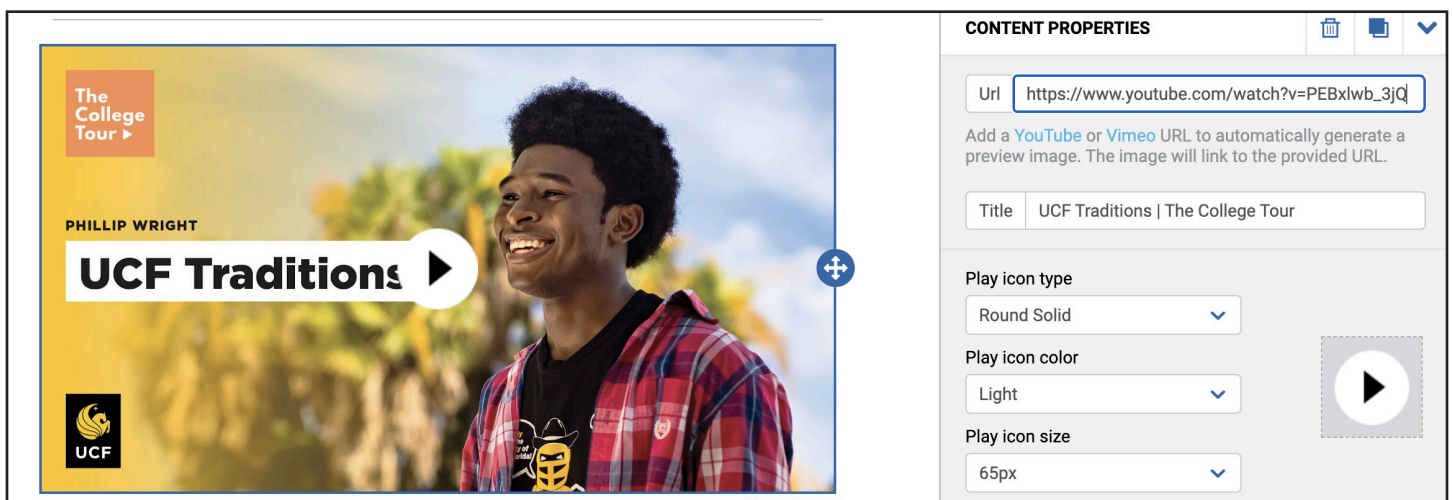 The
College
Tour
PHILLIP WRIGHT
UCF Traditions
UCF
CONTENT PROPERTIES
Url https://www.youtube.com/watch?v=PEBxlwb_3jQ
Add a YouTube or Vimeo URL to automatically generate a
preview image. The image will link to the provided URL.
Title UCF Traditions | The College Tour
Play icon type
Round Solid
Play icon color
Light
Play icon size
65px